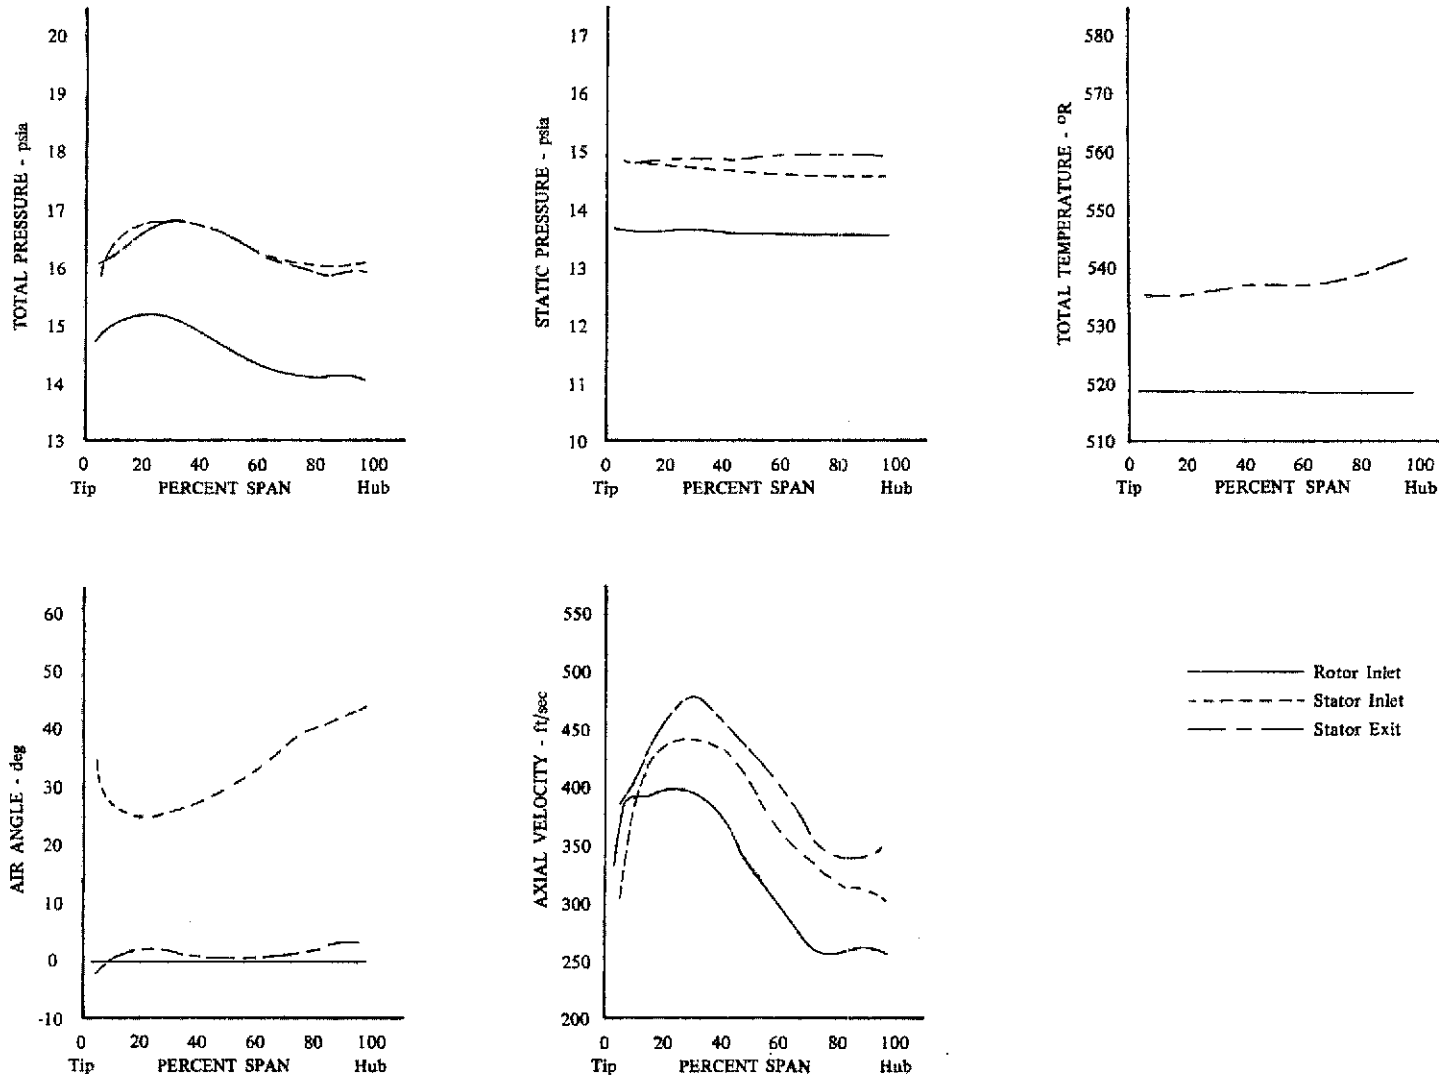 TOTAL PRESSURE - psia
20
19
18
17
16
15
14
13
0 20 40 60 80 100
Tip PERCENT SPAN Hub
STATIC PRESSURE - psia
17
16
15
14
13
12
11
10
0 20 40 60 80 100
Tip PERCENT SPAN Hub
TOTAL TEMPERATURE - ºR
580
570
560
550
540
530
520
510
0 20 40 60 80 100
Tip PERCENT SPAN Hub
AIR ANGLE - deg
60
50
40
30
20
10
0
-10
0 20 40 60 80 100
Tip PERCENT SPAN Hub
AXIAL VELOCITY - ft/sec
550
500
450
400
350
300
250
200
0 20 40 60 80 100
Tip PERCENT SPAN Hub
Rotor Inlet
Stator Inlet
Stator Exit